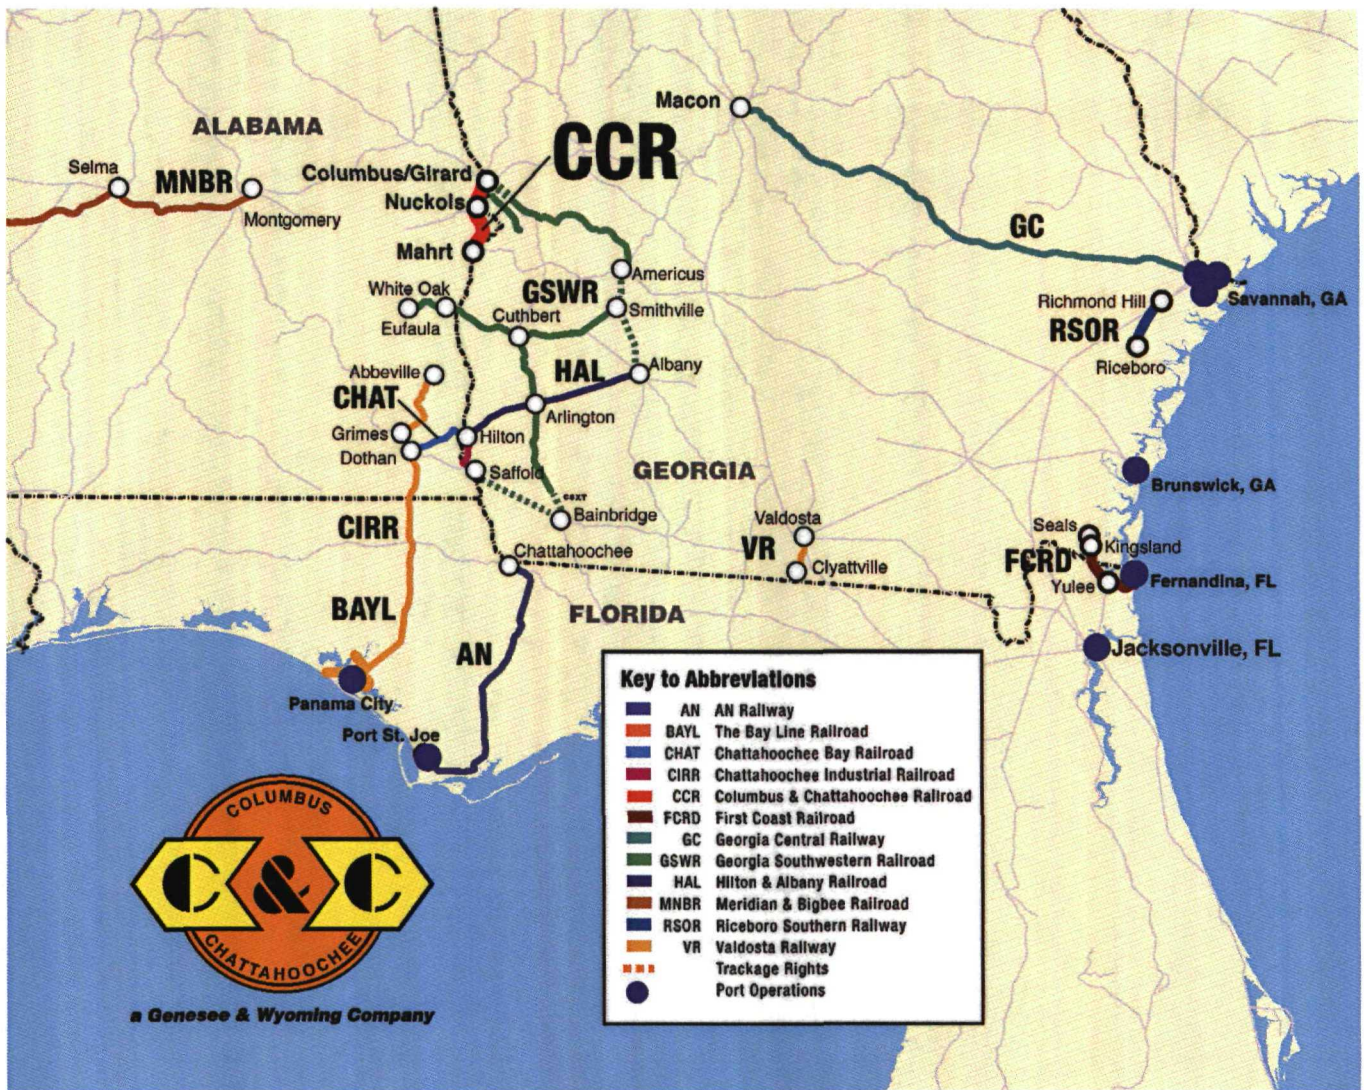 Macon
ALABAMA
CCR
Selma
MNBR
Columbus/Girard
Nuckols
Montgomery
GC
Mahrt
Americus
White Oak
GSWR
Richmond Hill
Savannah, GA
Smithville
Eufaula
Cuthbert
RSOR
Riceboro
Abbeville
HAL
Albany
CHAT
Arlington
Grimes
Hilton
Dothan
Saffold
GEORGIA
Brunswick, GA
CSXT
Bainbridge
Valdosta
Seals
CIRR
VR
Kingsland
Chattahoochee
FCRD
Clyattville
Yulee
Fernandina, FL
BAYL
FLORIDA
AN
Jacksonville, FL
Panama City
Port St. Joe
Key to Abbreviations
AN AN Railway
BAYL The Bay Line Railroad
CHAT Chattahoochee Bay Railroad
CIRR Chattahoochee Industrial Railroad
CCR Columbus & Chattahoochee Railroad
FCRD First Coast Railroad
GC Georgia Central Railway
GSWR Georgia Southwestern Railroad
HAL Hilton & Albany Railroad
MNBR Meridian & Bigbee Railroad
RSOR Riceboro Southern Railway
VR Valdosta Railway
Trackage Rights
Port Operations
COLUMBUS
C & C
CHATTAHOOCHEE
a Genesee & Wyoming Company